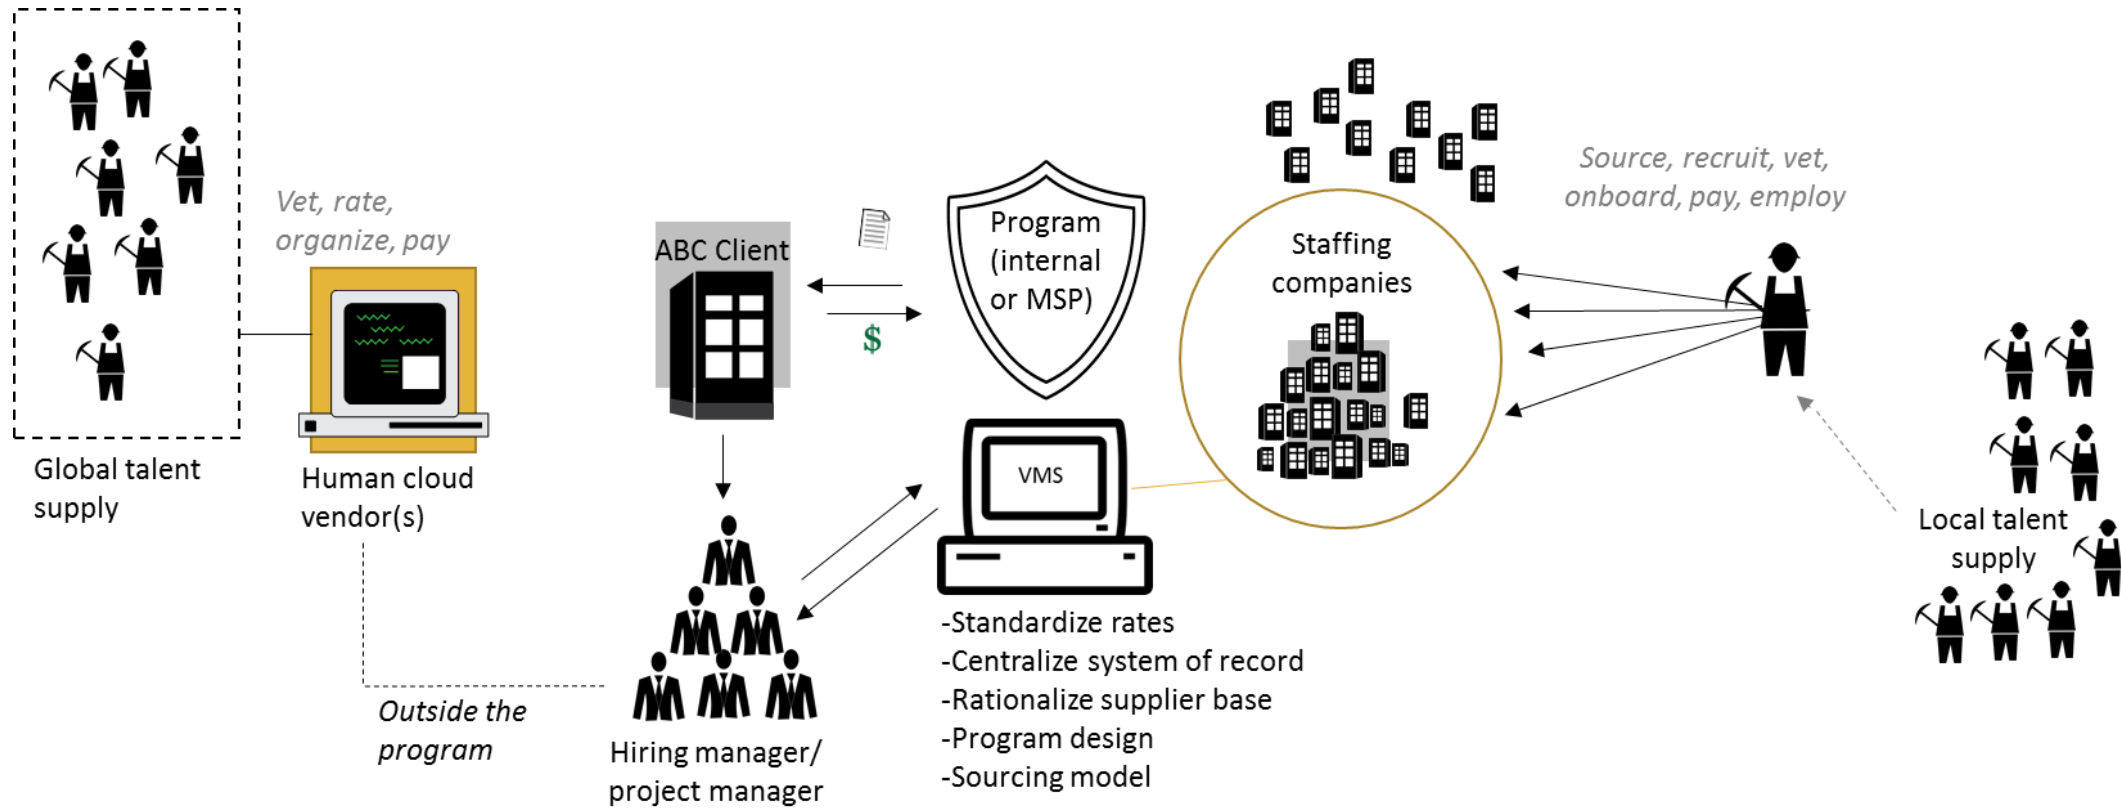 Vet, rate,
organize, pay
Global talent
supply
Human cloud
vendor(s)
Outside the
program
ABC Client
$
Hiring manager/
project manager
Program
(internal
or MSP)
VMS
-Standardize rates
-Centralize system of record
-Rationalize supplier base
-Program design
-Sourcing model
Staffing
companies
Source, recruit, vet,
onboard, pay, employ
Local talent
supply